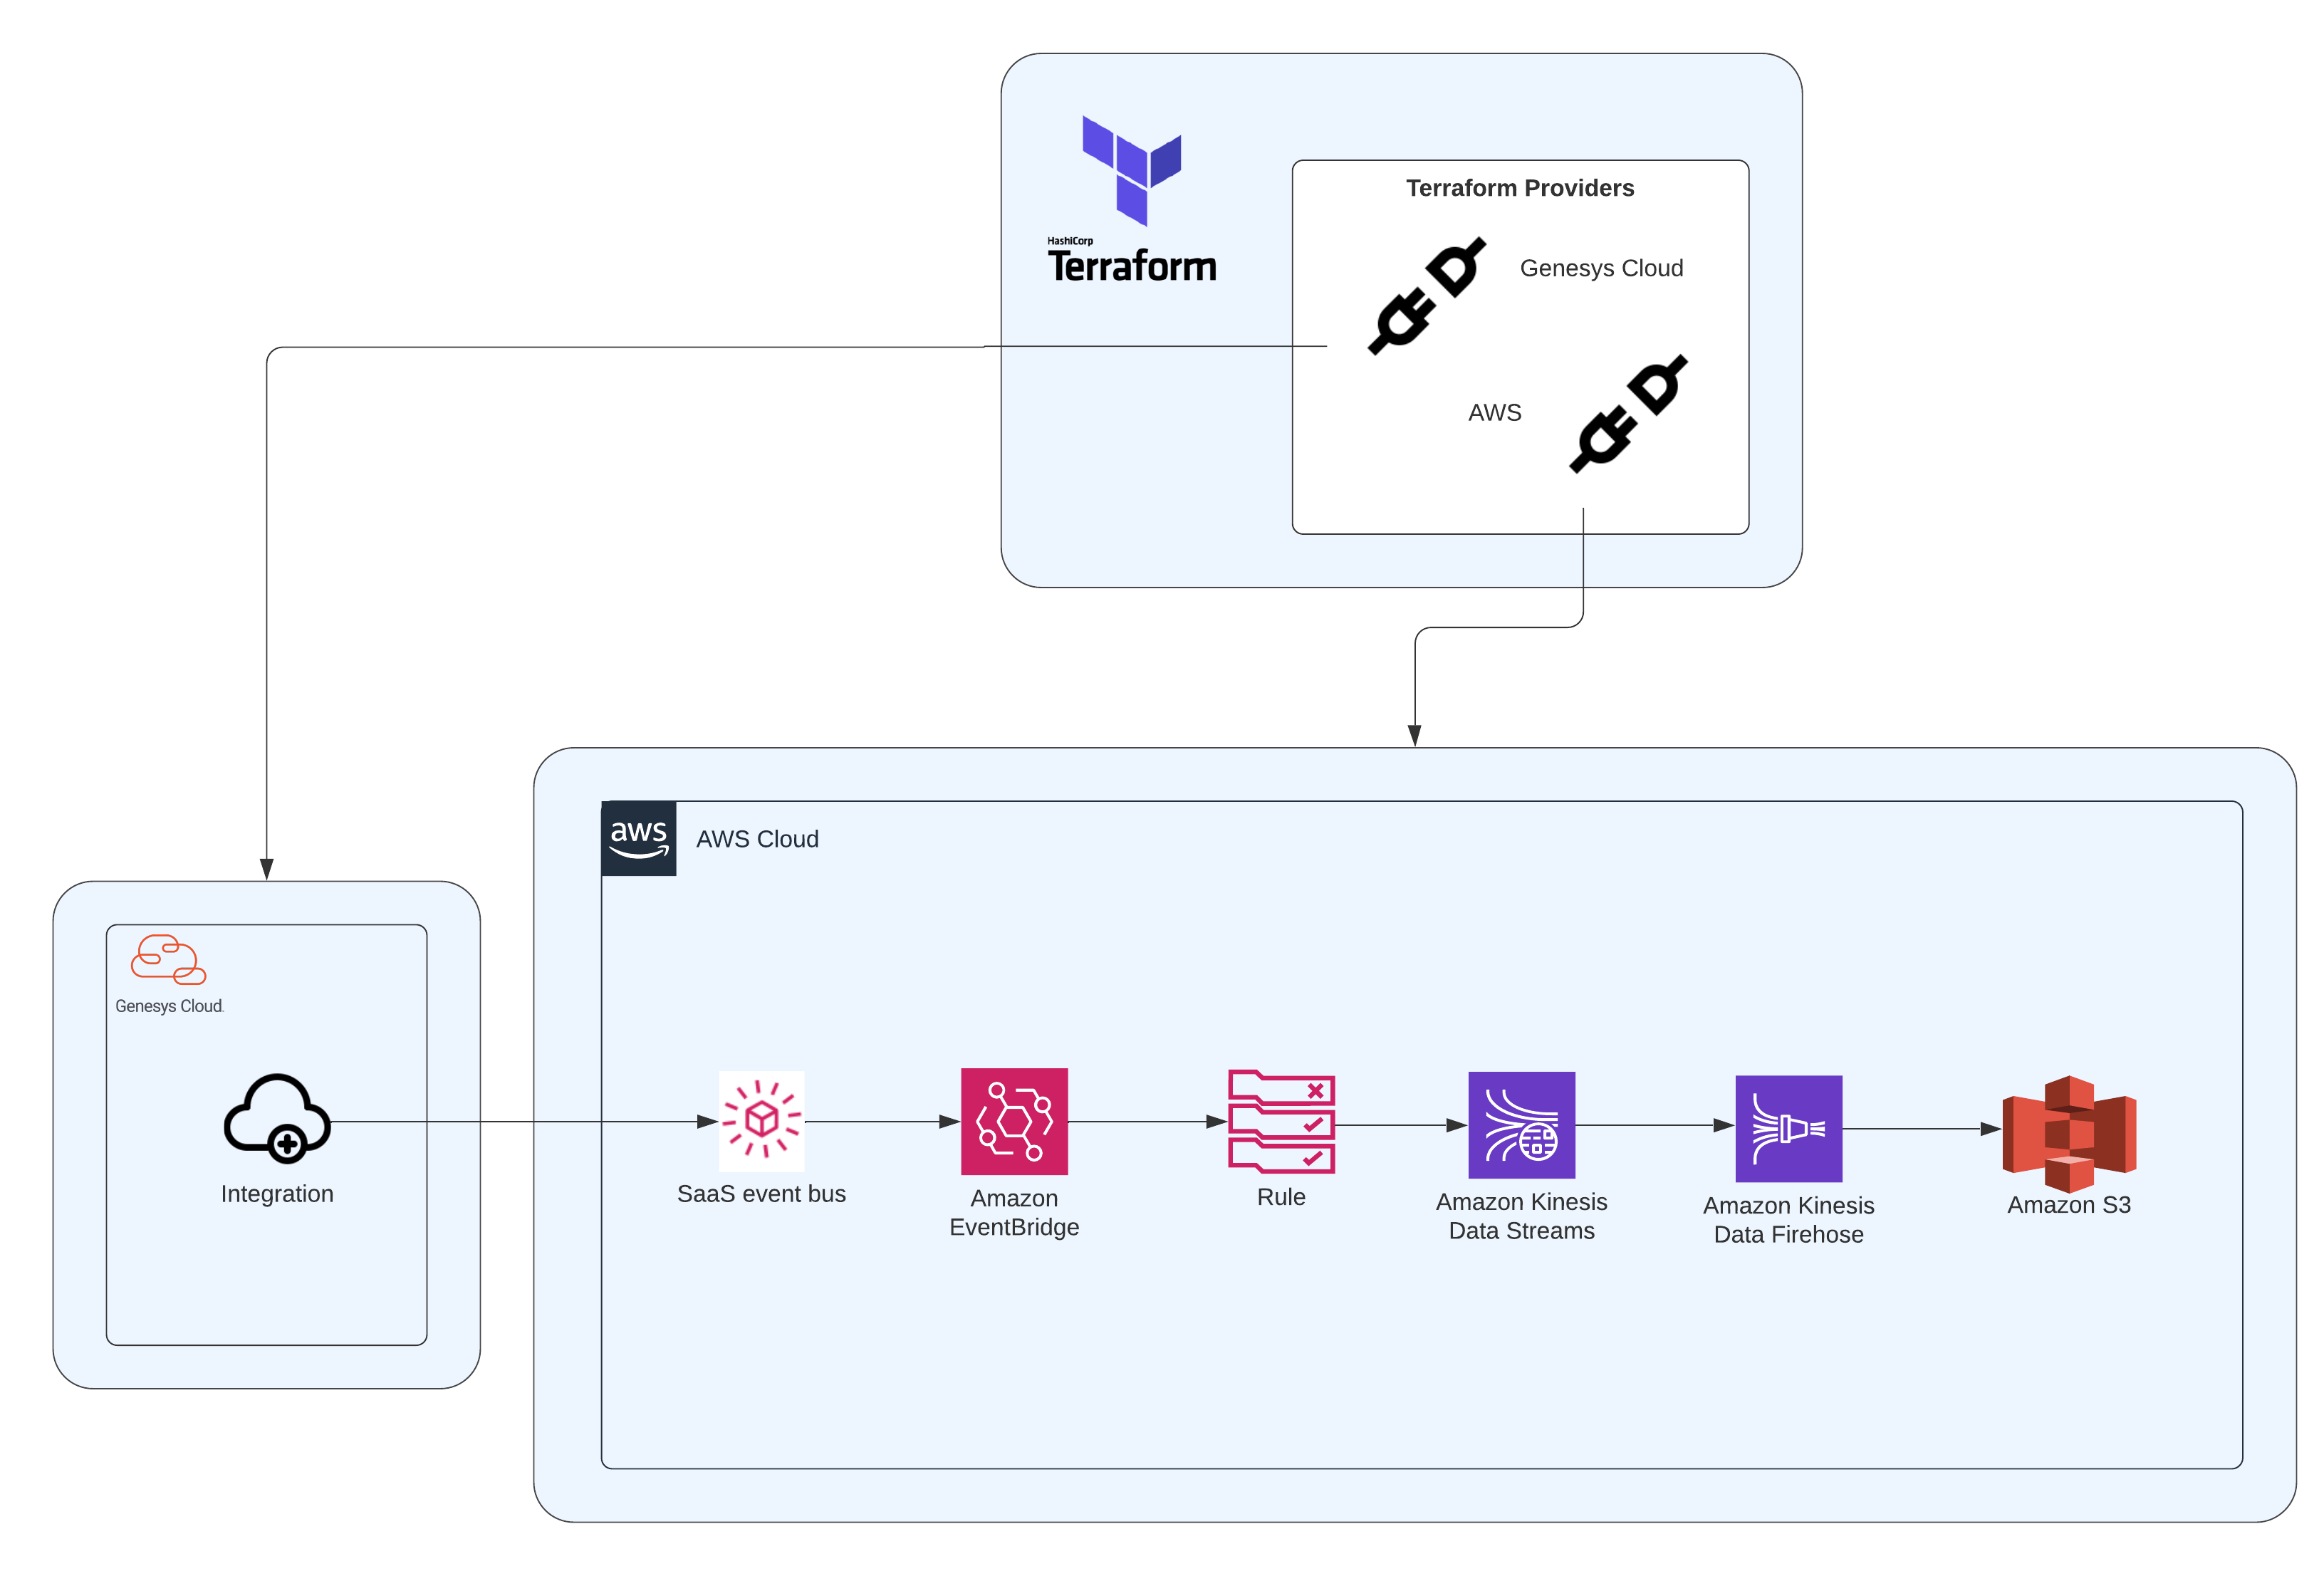 HashiCorp
Terraform
Terraform Providers
Genesys Cloud
AWS
aws
AWS Cloud
Genesys Cloud.
Integration
SaaS event bus
Amazon
EventBridge
Rule
Amazon Kinesis
Data Streams
Amazon Kinesis
Data Firehose
Amazon S3